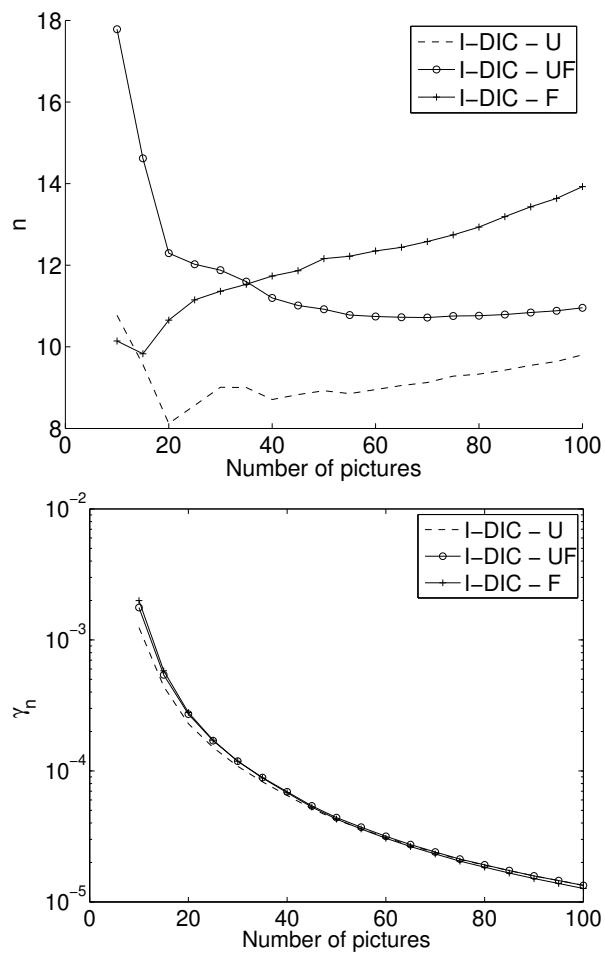 18
16
14
12
10
8
n
0 20 40 60 80 100
Number of pictures
I−DIC − U
I−DIC − UF
I−DIC − F
10−2
10−3
10−4
10−5
γn
0 20 40 60 80 100
Number of pictures
I−DIC − U
I−DIC − UF
I−DIC − F